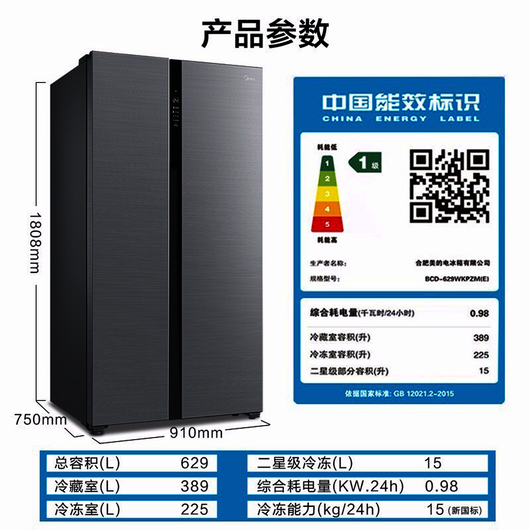 产品参数
Midea
1808mm
750mm
910mm
中国能效标识
CHINA ENERGY LABEL
耗能低
1
2
3
4
5
耗能高
1级
生产者名称 合肥美的电冰箱有限公司
规格型号 BCD-629WKPZM(E)
综合耗电量(千瓦时/24小时) 0.98
冷藏室容积(升) 389
冷冻室容积(升) 225
二星级部分容积(升) 15
依据国家标准: GB 12021.2-2015
总容积(L) 629 二星级冷冻(L) 15
冷藏室(L) 389 综合耗电量(KW.24h) 0.98
冷冻室(L) 225 冷冻能力(kg/24h) 15 (新国标)